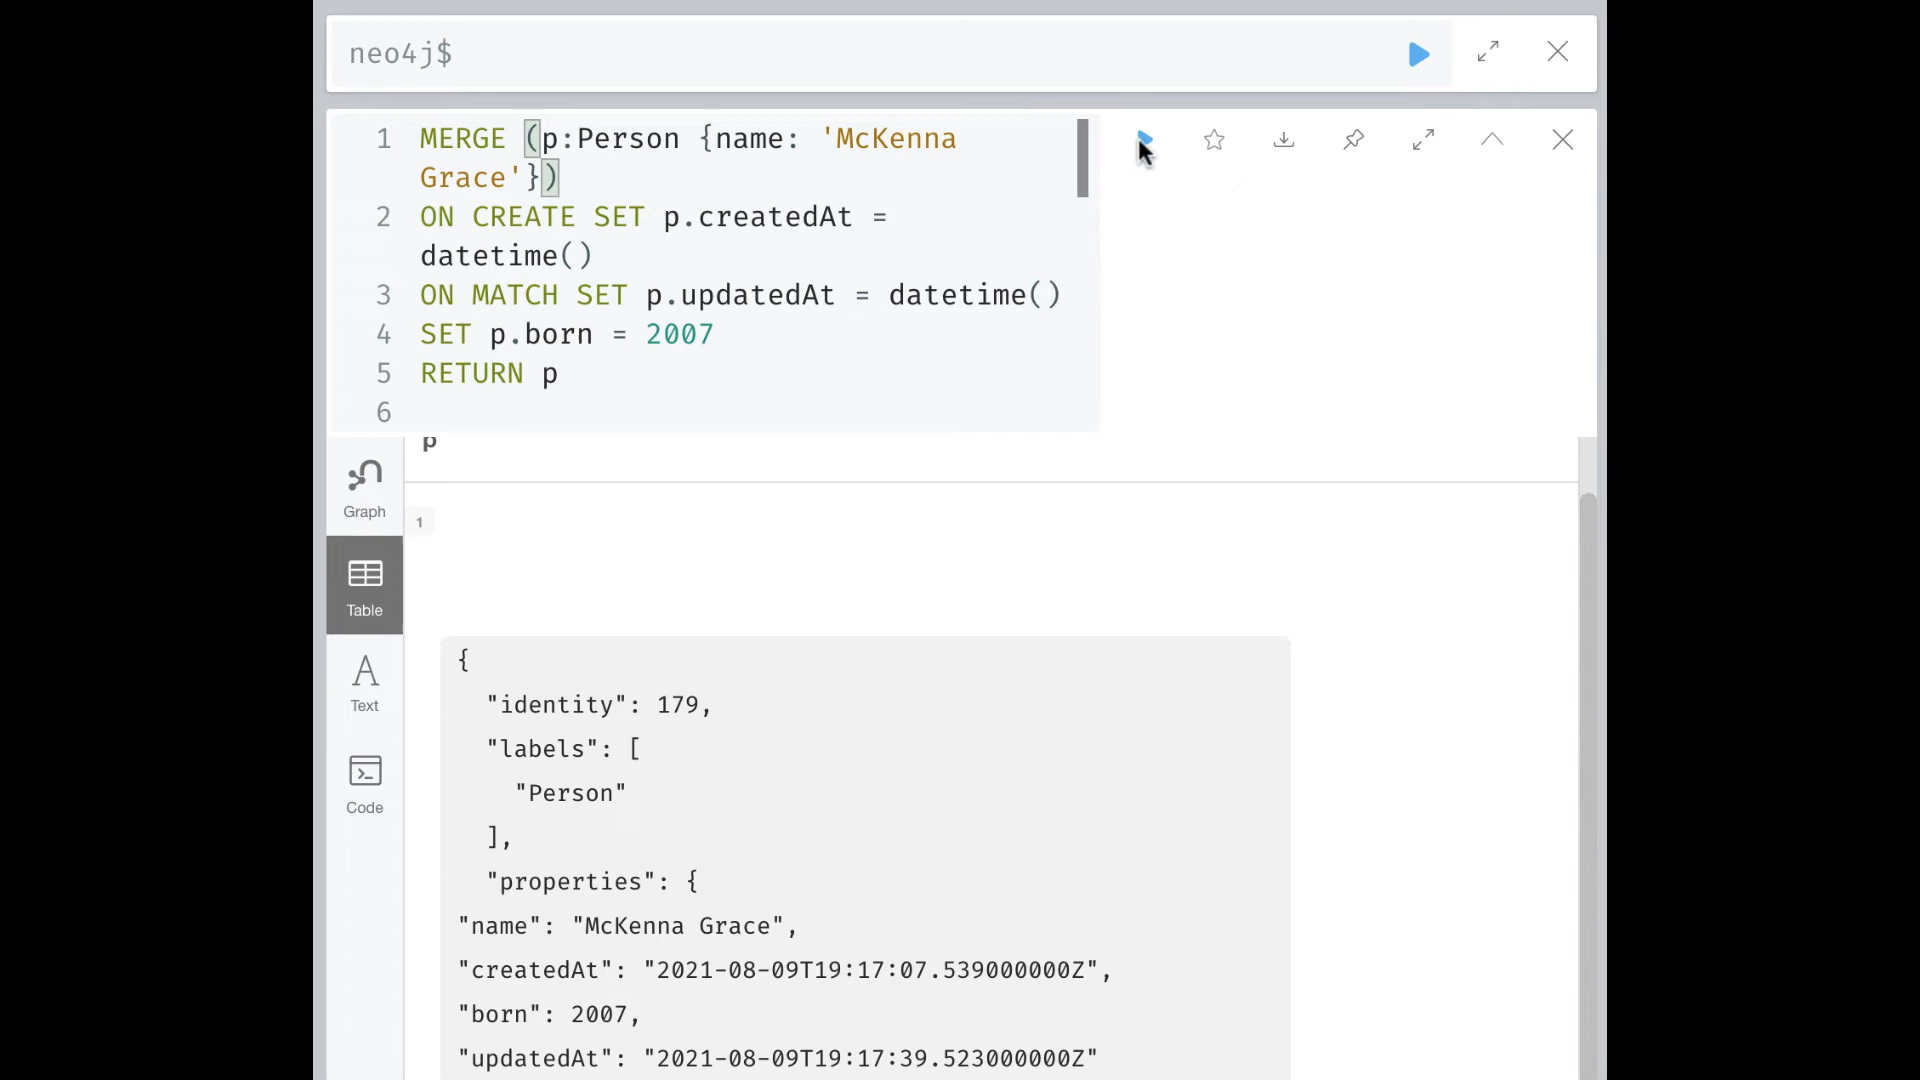 neo4j$
1 MERGE (p:Person {name: 'McKenna
Grace'})
2 ON CREATE SET p.createdAt =
datetime()
3 ON MATCH SET p.updatedAt = datetime()
4 SET p.born = 2007
5 RETURN p
6
p
Graph
1
Table
Text
Code
{
"identity": 179,
"labels": [
"Person"
],
"properties": {
"name": "McKenna Grace",
"createdAt": "2021-08-09T19:17:07.539000000Z",
"born": 2007,
"updatedAt": "2021-08-09T19:17:39.523000000Z"